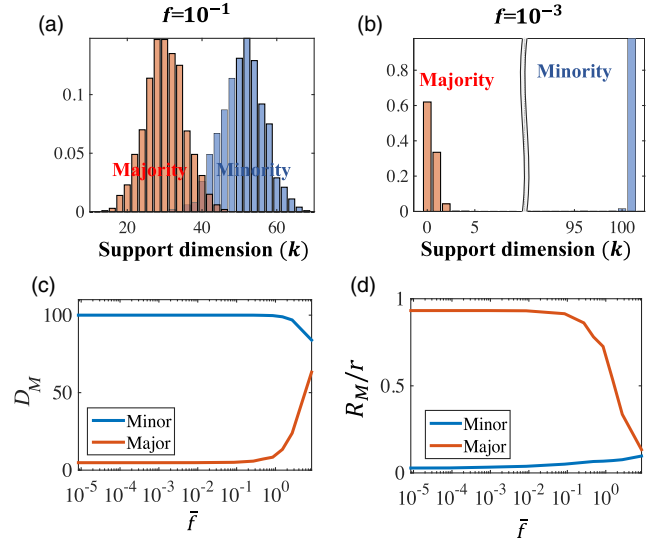 f=10⁻¹
f=10⁻³
(a)
0.1
0.05
0
Majority
Minority
20 40 60
Support dimension (k)
(b)
0.8
0.6
0.4
0.2
0
Majority
Minority
0 5 95 100
Support dimension (k)
(c)
100
50
0
D_M
Minor
Major
10⁻⁵ 10⁻⁴ 10⁻³ 10⁻² 10⁻¹ 10⁰
f̄
(d)
1
0.5
0
R_M/r
Minor
Major
10⁻⁵ 10⁻⁴ 10⁻³ 10⁻² 10⁻¹ 10⁰
f̄